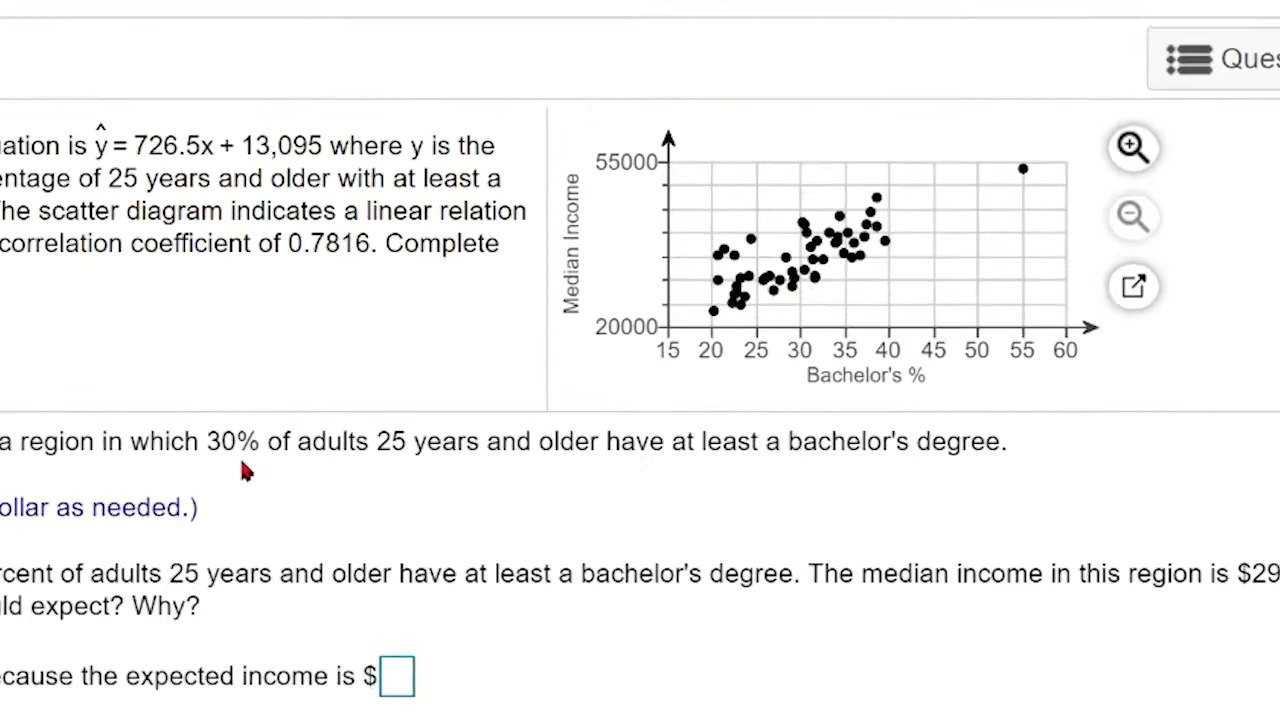 Ques
ation is ŷ = 726.5x + 13,095 where y is the
entage of 25 years and older with at least a
he scatter diagram indicates a linear relation
correlation coefficient of 0.7816. Complete
55000
Median Income
20000
15 20 25 30 35 40 45 50 55 60
Bachelor's %
a region in which 30% of adults 25 years and older have at least a bachelor's degree.
ollar as needed.)
rcent of adults 25 years and older have at least a bachelor's degree. The median income in this region is $29
ld expect? Why?
cause the expected income is $